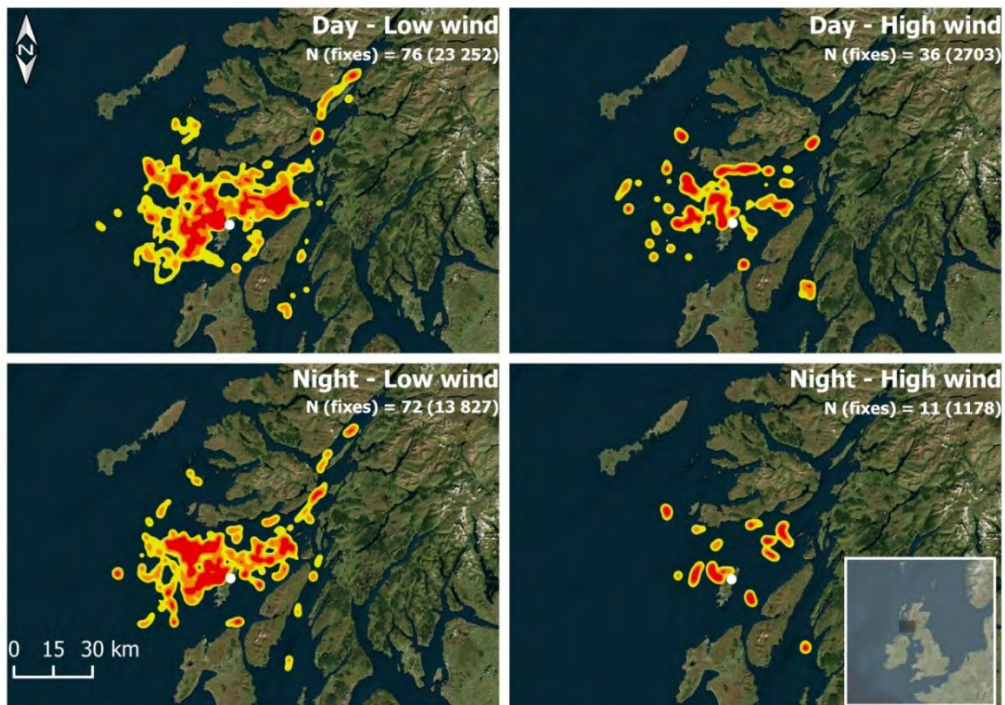 N
Day - Low wind
N (fixes) = 76 (23 252)
Day - High wind
N (fixes) = 36 (2703)
Night - Low wind
N (fixes) = 72 (13 827)
Night - High wind
N (fixes) = 11 (1178)
0 15 30 km